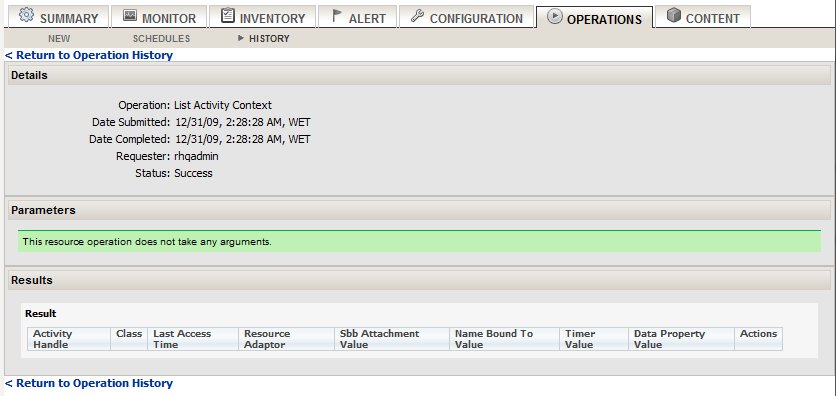 SUMMARY MONITOR INVENTORY ALERT CONFIGURATION OPERATIONS CONTENT
NEW SCHEDULES HISTORY
< Return to Operation History
Details
Operation: List Activity Context
Date Submitted: 12/31/09, 2:28:28 AM, WET
Date Completed: 12/31/09, 2:28:28 AM, WET
Requester: rhqadmin
Status: Success
Parameters
This resource operation does not take any arguments.
Results
Result
Activity Handle Class Last Access Time Resource Adaptor Sbb Attachment Value Name Bound To Value Timer Value Data Property Value Actions
< Return to Operation History